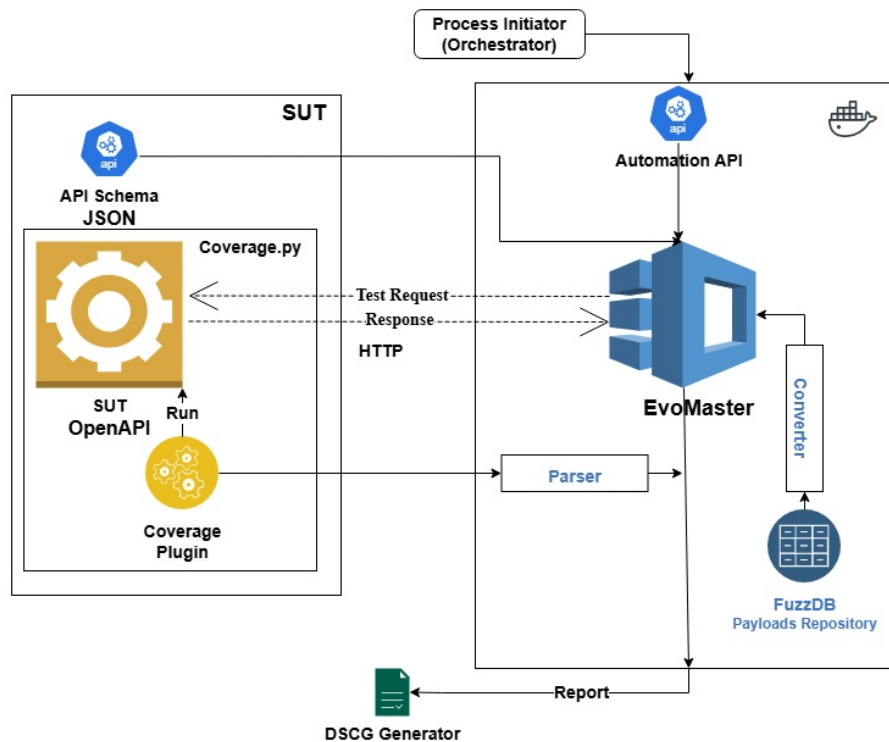 Process Initiator
(Orchestrator)
SUT
api
API Schema
JSON
api
Automation API
Coverage.py
Test Request
Response
HTTP
SUT
OpenAPI
Run
EvoMaster
Converter
Coverage
Plugin
Parser
FuzzDB
Payloads Repository
Report
DSCG Generator